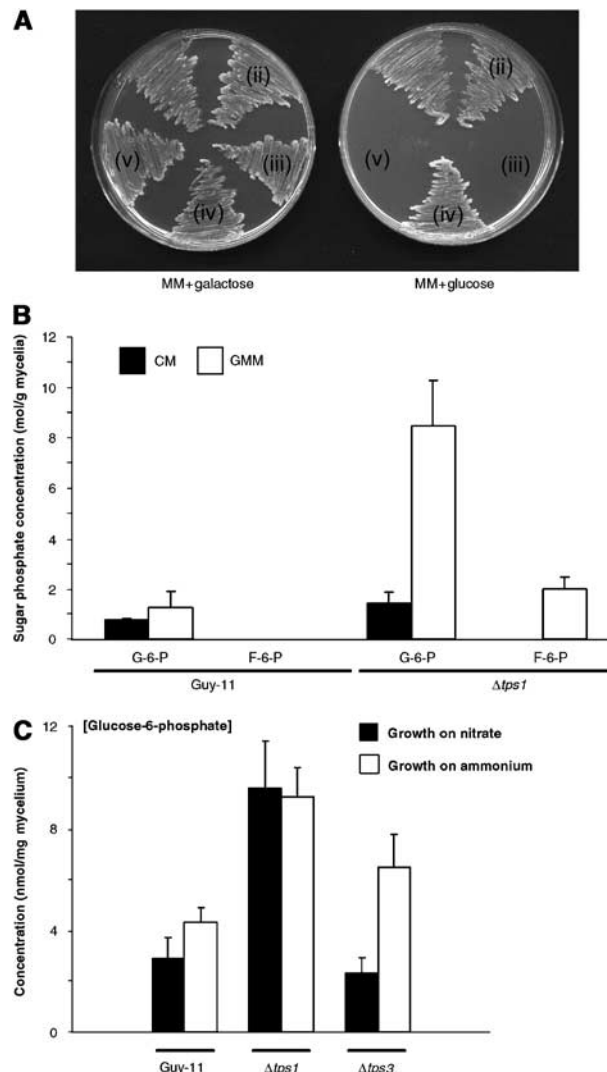 A
(ii)
(v)
(iii)
(iv)
(ii)
(v)
(iii)
(iv)
MM+galactose
MM+glucose
B
Sugar phosphate concentration (mol/g mycelia)
12
10
8
6
4
2
0
CM
GMM
G-6-P
F-6-P
G-6-P
F-6-P
Guy-11
Δtps1
C
[Glucose-6-phosphate]
Growth on nitrate
Growth on ammonium
Concentration (nmol/mg mycelium)
12
8
4
0
Guy-11
Δtps1
Δtps3